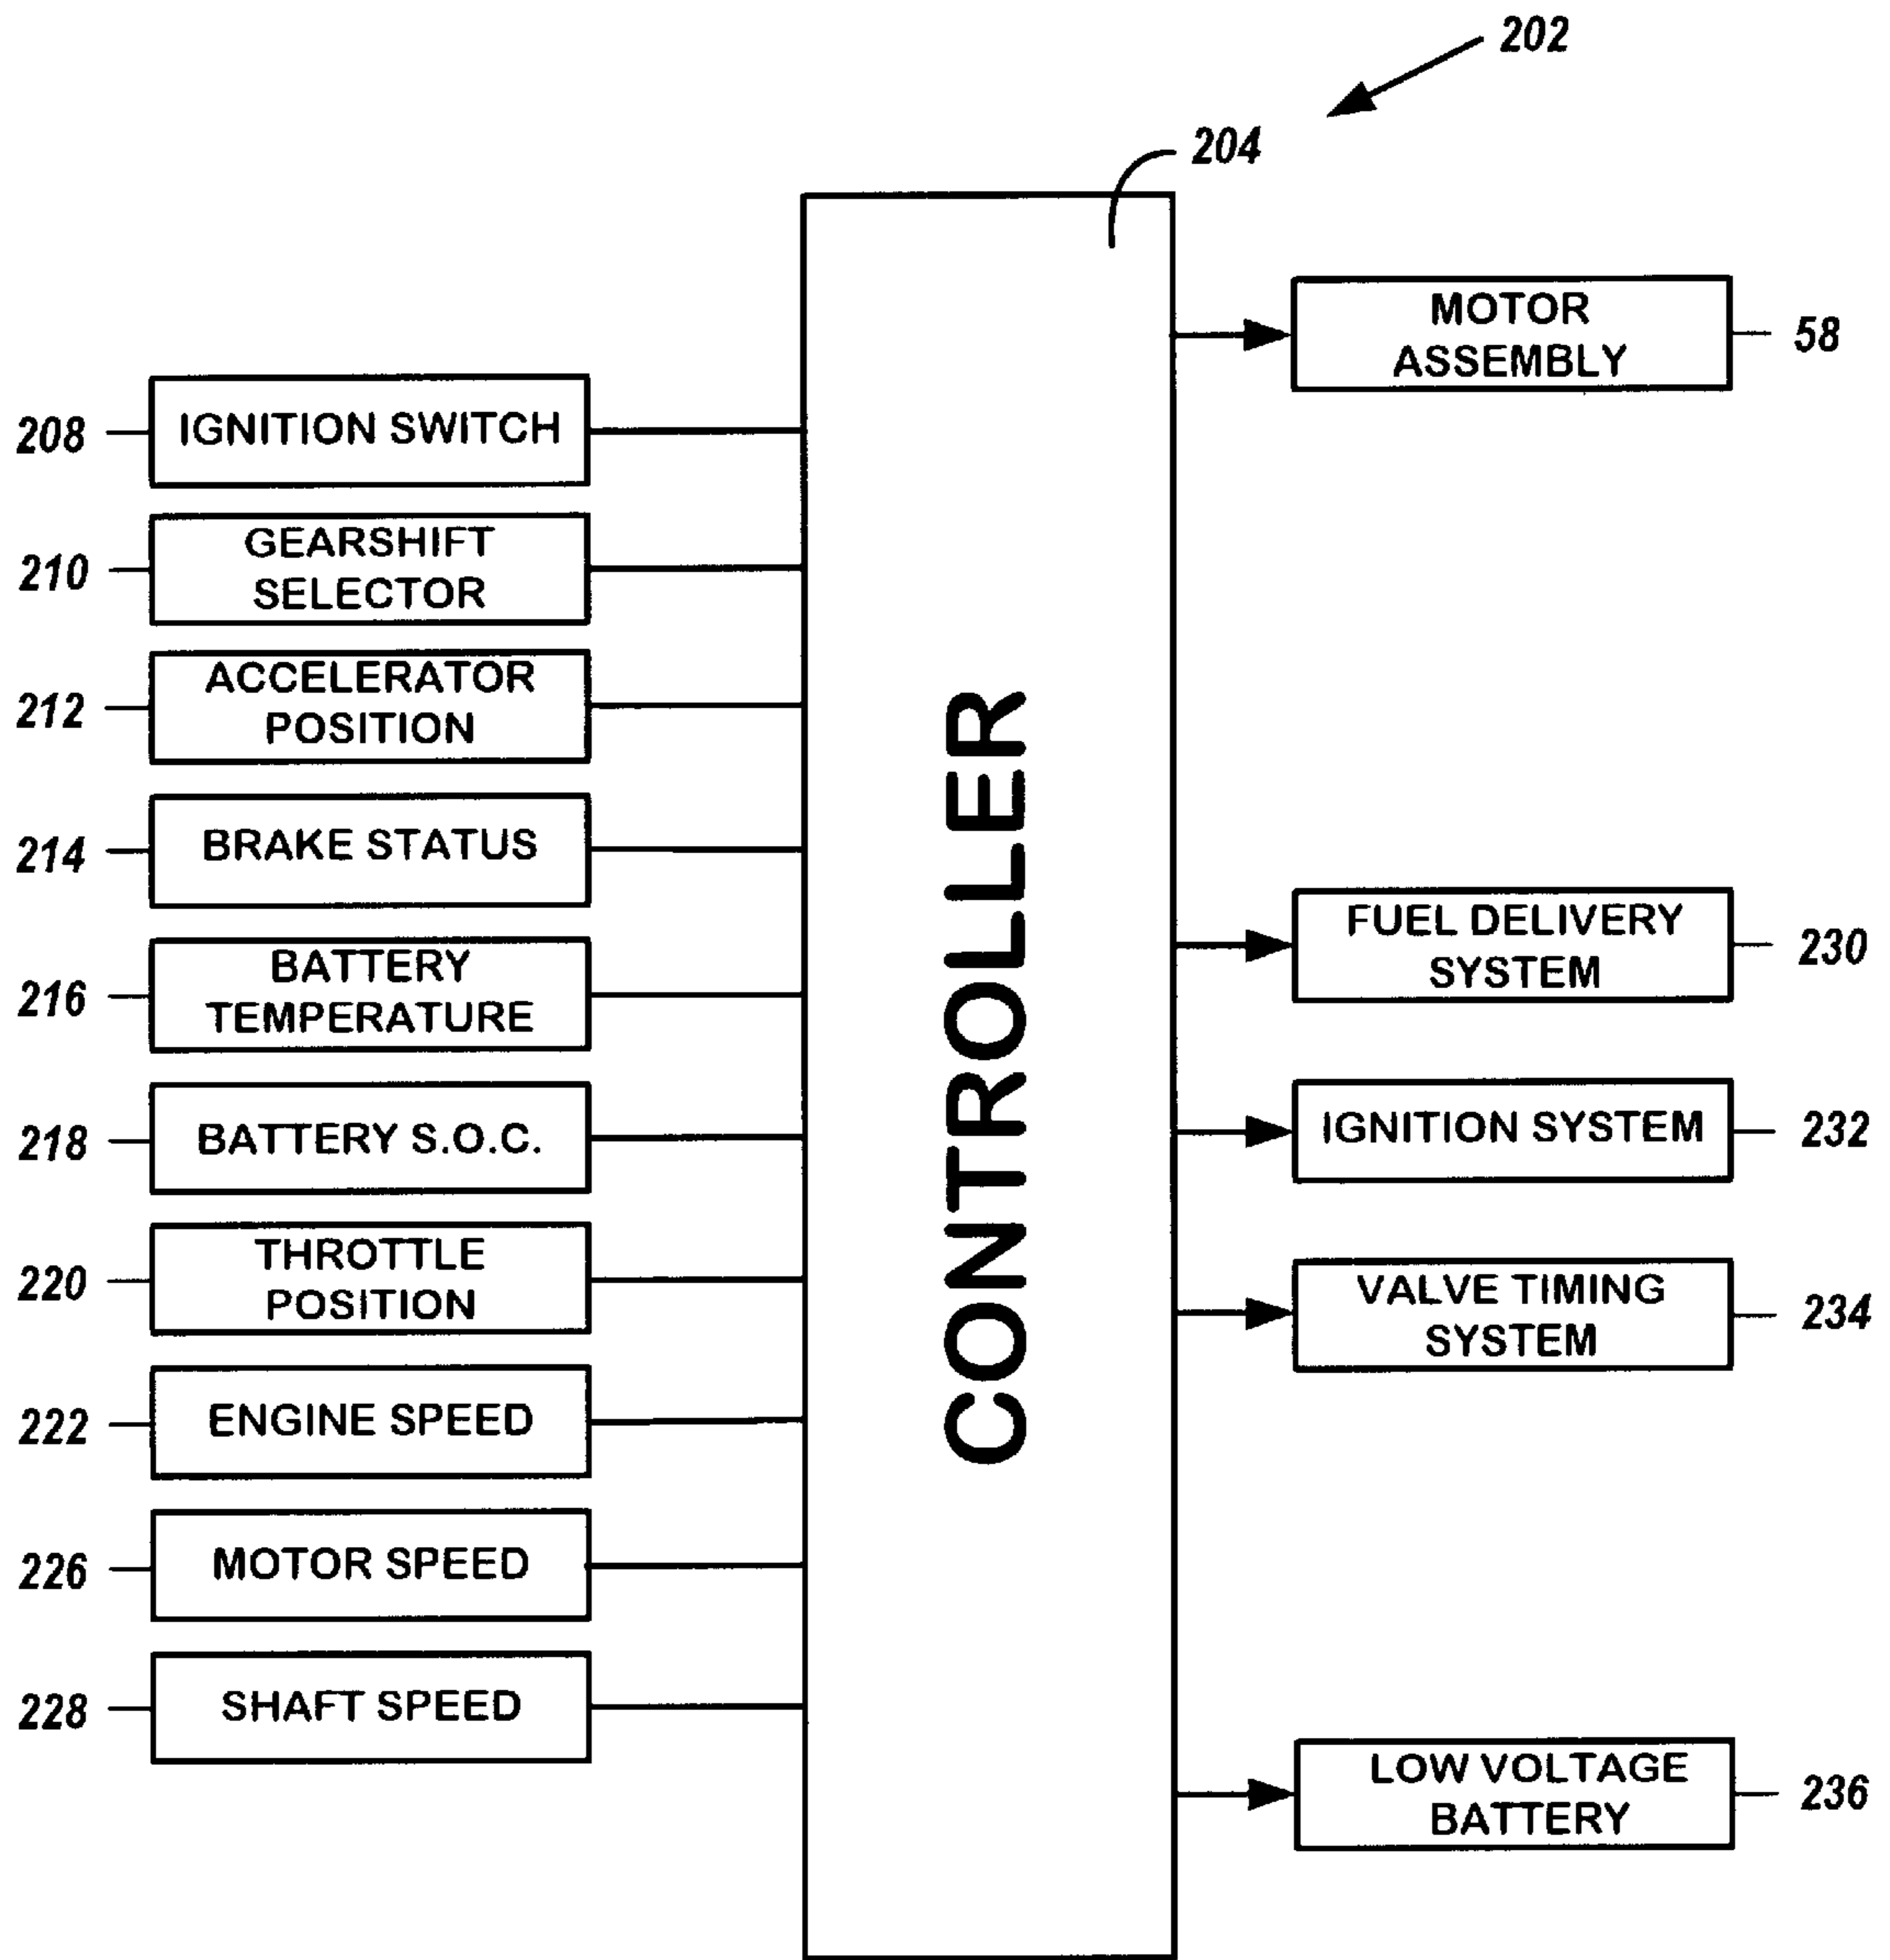 202
204
MOTOR
ASSEMBLY
58
208
IGNITION SWITCH
210
GEARSHIFT
SELECTOR
212
ACCELERATOR
POSITION
214
BRAKE STATUS
216
BATTERY
TEMPERATURE
218
BATTERY S.O.C.
220
THROTTLE
POSITION
222
ENGINE SPEED
226
MOTOR SPEED
228
SHAFT SPEED
CONTROLLER
FUEL DELIVERY
SYSTEM
230
IGNITION SYSTEM
232
VALVE TIMING
SYSTEM
234
LOW VOLTAGE
BATTERY
236